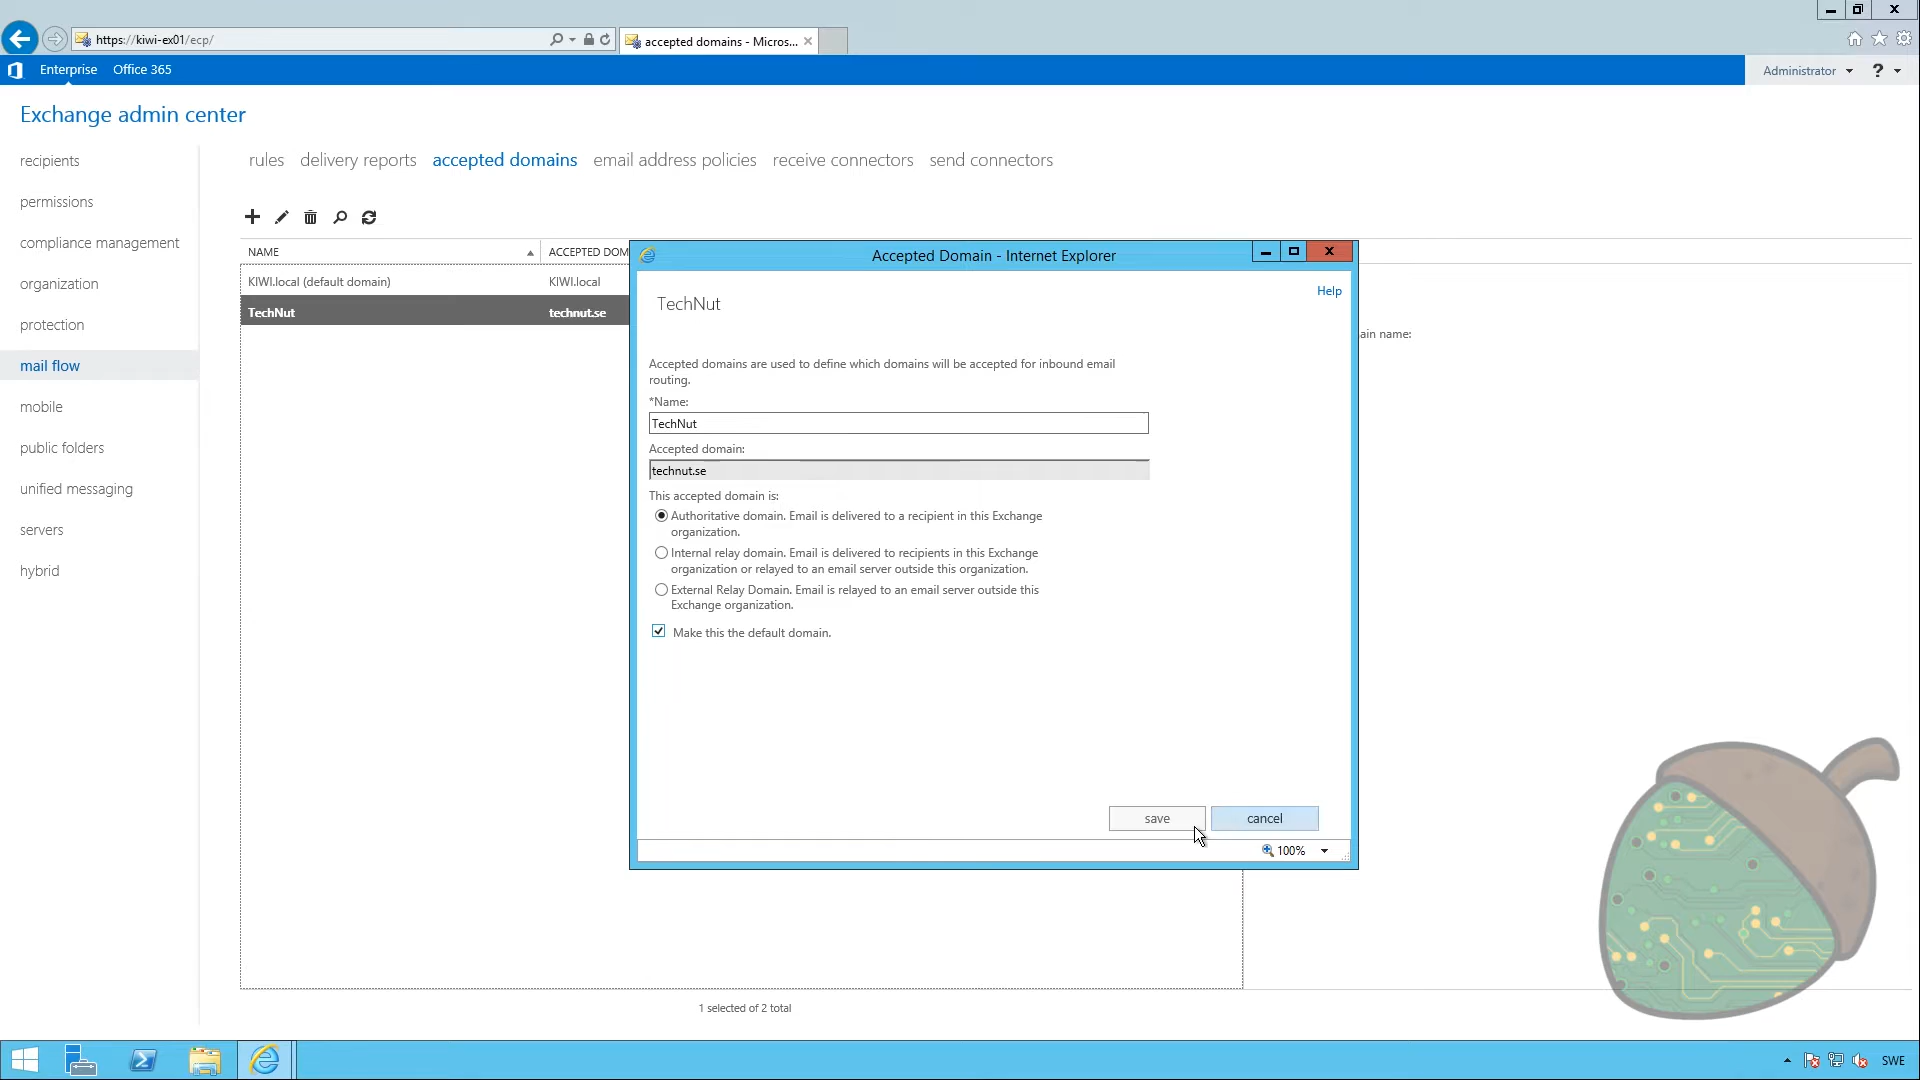 https://kiwi-ex01/ecp/
accepted domains - Micros...
Enterprise Office 365
Administrator ?
Exchange admin center
recipients
permissions
compliance management
organization
protection
mail flow
mobile
public folders
unified messaging
servers
hybrid
rules delivery reports accepted domains email address policies receive connectors send connectors
NAME ACCEPTED DOM
KIWI.local (default domain) KIWI.local
TechNut technut.se
ain name:
Accepted Domain - Internet Explorer
Help
TechNut
Accepted domains are used to define which domains will be accepted for inbound email
routing.
*Name:
TechNut
Accepted domain:
technut.se
This accepted domain is:
Authoritative domain. Email is delivered to a recipient in this Exchange
organization.
Internal relay domain. Email is delivered to recipients in this Exchange
organization or relayed to an email server outside this organization.
External Relay Domain. Email is relayed to an email server outside this
Exchange organization.
Make this the default domain.
save cancel
100%
1 selected of 2 total
SWE